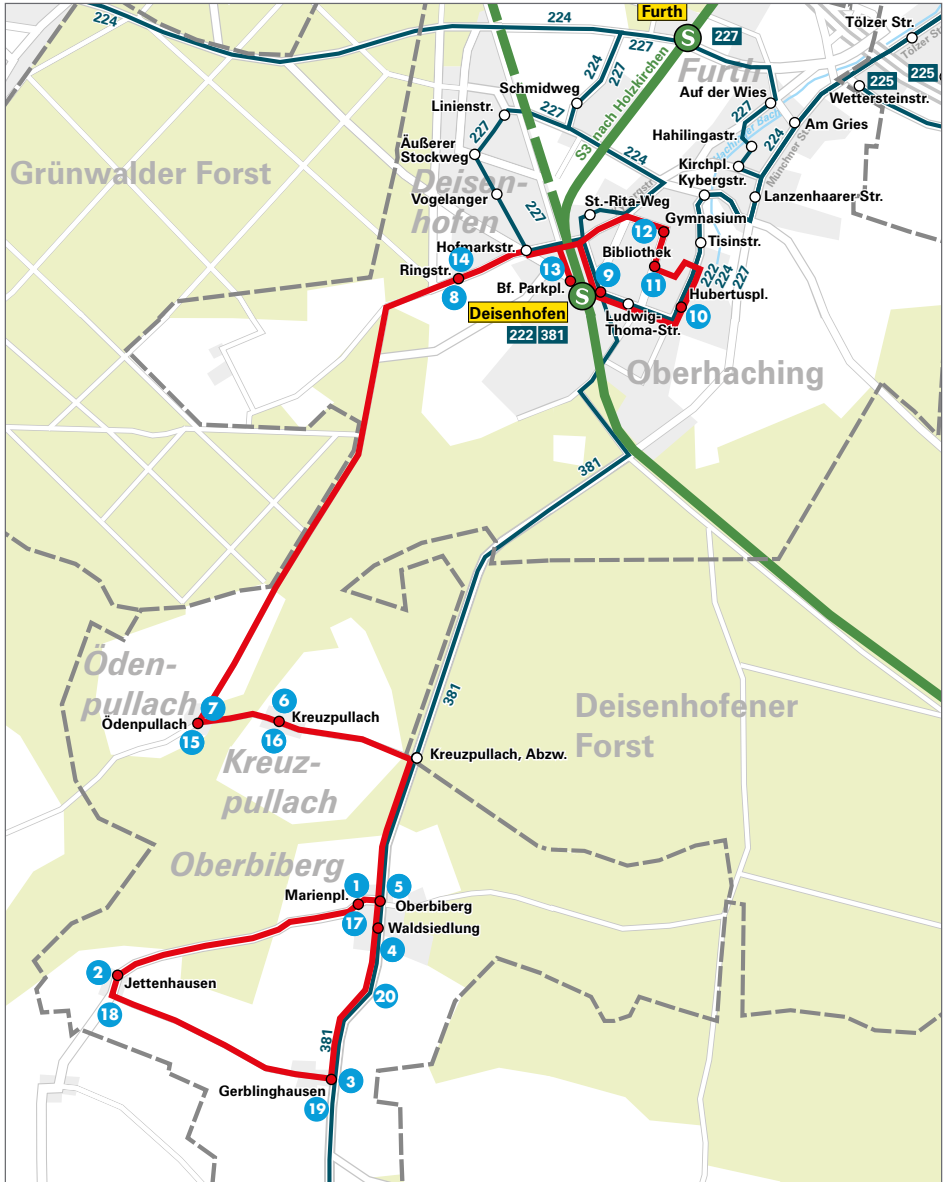 224
Furth
S
227
Tölzer Str.
Tölzer St
224
227
S3 nach Holzkirchen
Furth
225
225
Auf der Wies
Wettersteinstr.
224
227
Schmidweg
Linienstr.
227
227
Am Gries
Hahilingastr.
224
Münchner St.
Äußerer
Stockweg
227
Grünwalder Forst
Deisen-
hofen
Vogelanger
227
224
Kirchpl.
Kybergstr.
Lanzenhaarer Str.
St.-Rita-Weg
Gymnasium
12
Tisinstr.
Hofmarkstr.
14
Ringstr.
8
Bibliothek
11
13
Bf. Parkpl.
9
S
222
224
227
Hubertuspl.
10
Deisenhofen
222 381
Ludwig-
Thoma-Str.
Oberhaching
381
Öden-
pullach
7
Ödenpullach
15
6
Kreuzpullach
16
Kreuz-
pullach
381
Deisenhofener
Forst
Kreuzpullach, Abzw.
Oberbiberg
Marienpl.
1
17
5
Oberbiberg
Waldsiedlung
4
2
Jettenhausen
18
20
381
Gerblinghausen
3
19